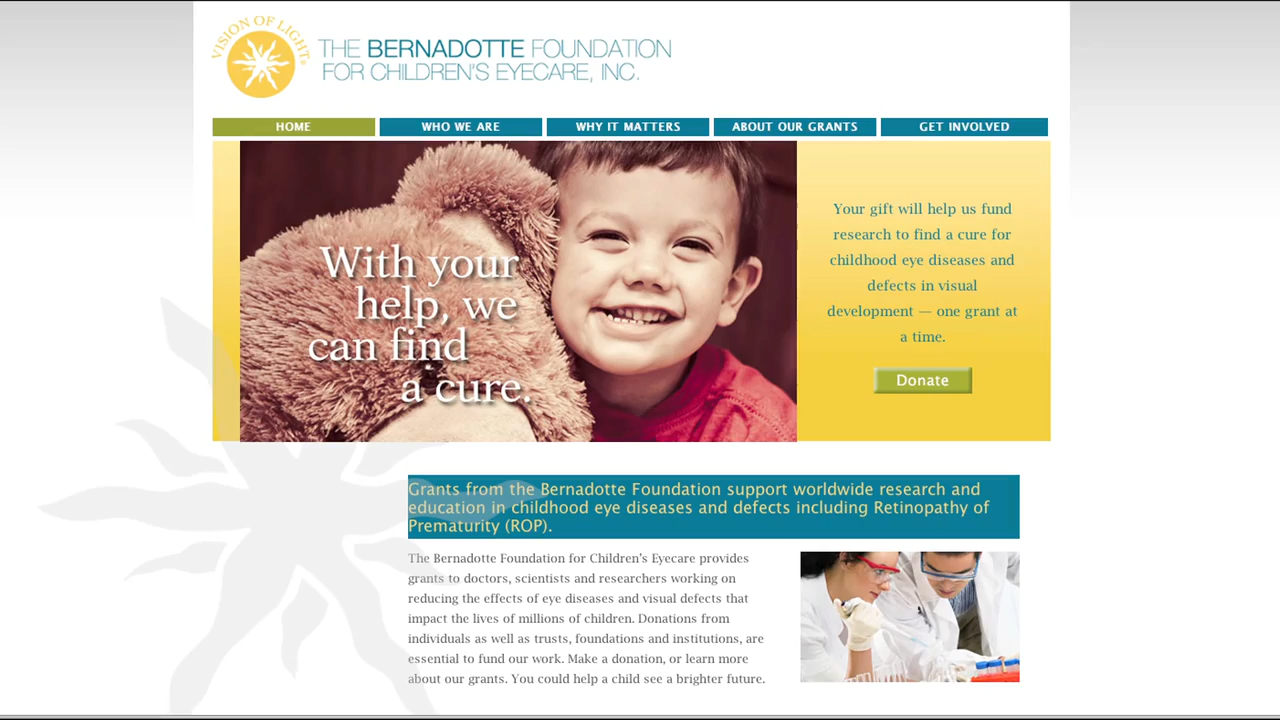 VISION OF LIGHT®
THE BERNADOTTE FOUNDATION
FOR CHILDREN'S EYECARE, INC.
HOME
WHO WE ARE
WHY IT MATTERS
ABOUT OUR GRANTS
GET INVOLVED
With your
help, we
can find
a cure.
Your gift will help us fund
research to find a cure for
childhood eye diseases and
defects in visual
development — one grant at
a time.
Donate
Grants from the Bernadotte Foundation support worldwide research and
education in childhood eye diseases and defects including Retinopathy of
Prematurity (ROP).
The Bernadotte Foundation for Children's Eyecare provides
grants to doctors, scientists and researchers working on
reducing the effects of eye diseases and visual defects that
impact the lives of millions of children. Donations from
individuals as well as trusts, foundations and institutions, are
essential to fund our work. Make a donation, or learn more
about our grants. You could help a child see a brighter future.